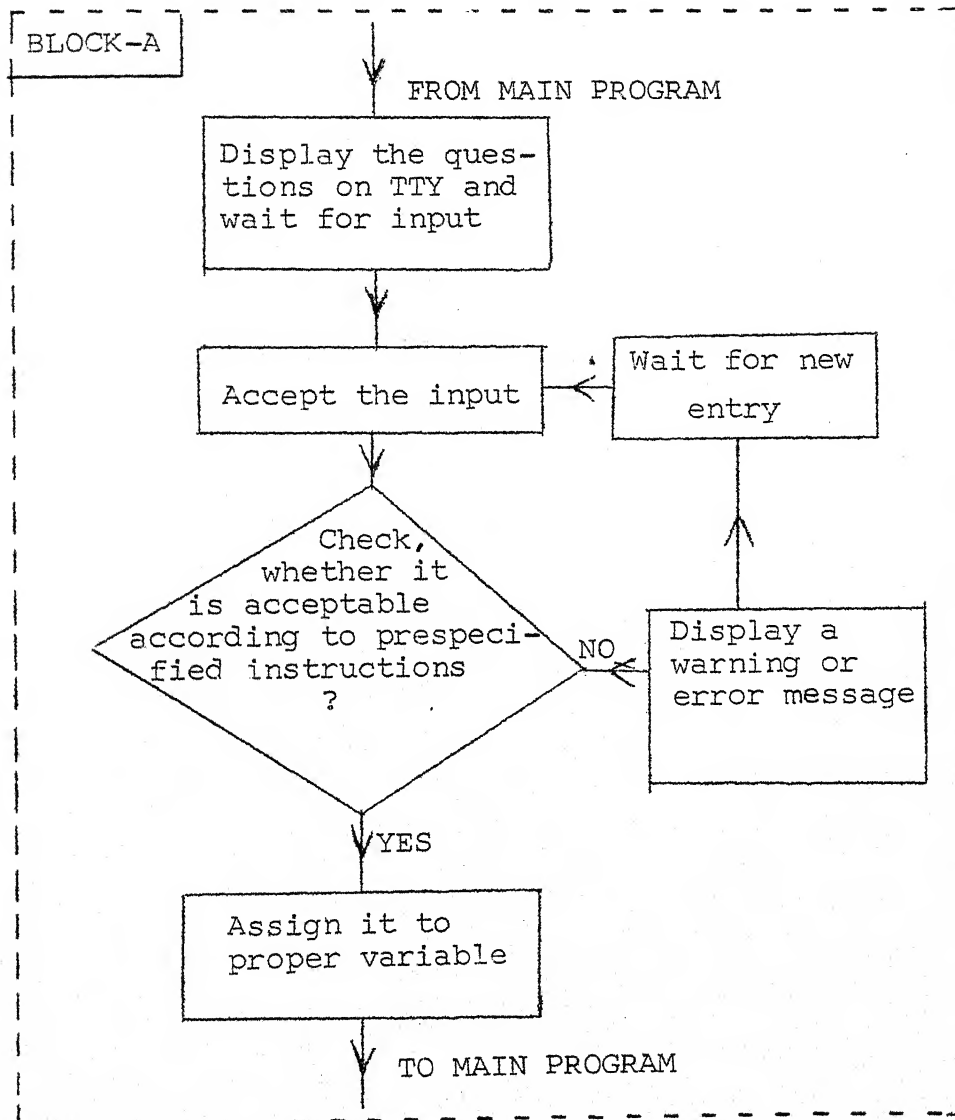 BLOCK-A
FROM MAIN PROGRAM
Display the ques-
tions on TTY and
wait for input
Accept the input
Wait for new
entry
Check,
whether it
is acceptable
according to prespeci-
fied instructions
?
NO
Display a
warning or
error message
YES
Assign it to
proper variable
TO MAIN PROGRAM